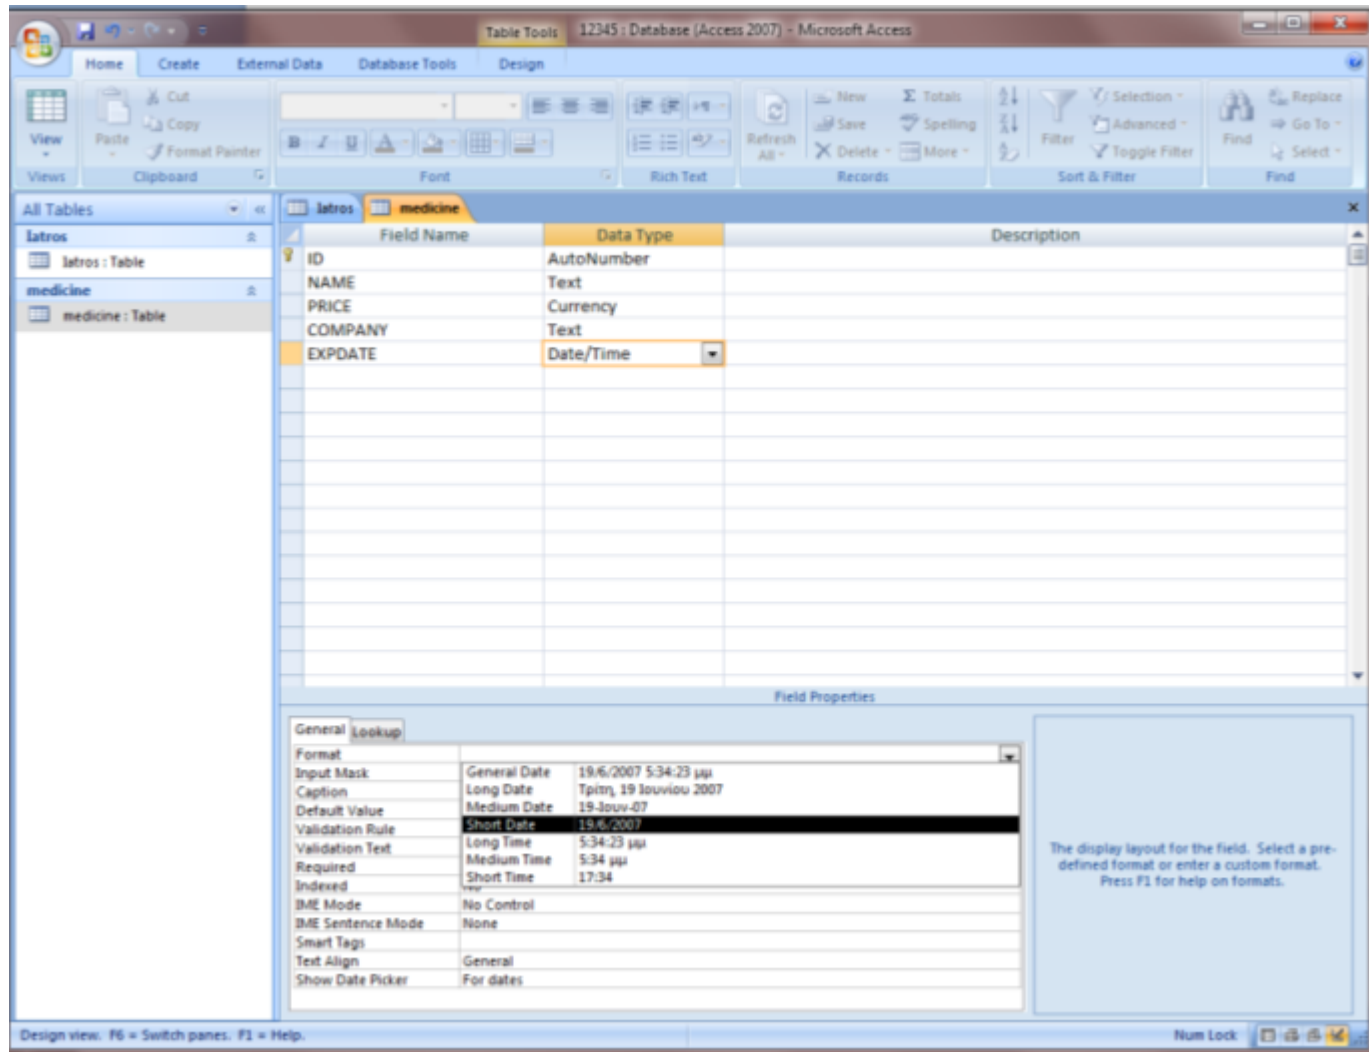 Table Tools 12345 : Database (Access 2007) - Microsoft Access
Home Create External Data Database Tools Design
View
Views
Paste
Cut
Copy
Format Painter
Clipboard
B I U A
Font
Rich Text
Refresh
All
New
Save
Delete
Σ Totals
Spelling
More
Records
Filter
Selection
Advanced
Toggle Filter
Sort & Filter
Find
Replace
Go To
Select
Find
All Tables
Iatros
Iatros : Table
medicine
medicine : Table
Iatros medicine
Field Name Data Type Description
ID AutoNumber
NAME Text
PRICE Currency
COMPANY Text
EXPDATE Date/Time
Field Properties
General Lookup
Format
Input Mask
Caption
Default Value
Validation Rule
Validation Text
Required
Indexed
General Date 19/6/2007 5:34:23 μμ
Long Date Τρίτη, 19 Ιουνίου 2007
Medium Date 19-Ιουν-07
Short Date 19/6/2007
Long Time 5:34:23 μμ
Medium Time 5:34 μμ
Short Time 17:34
IME Mode No Control
IME Sentence Mode None
Smart Tags
Text Align General
Show Date Picker For dates
The display layout for the field. Select a pre-
defined format or enter a custom format.
Press F1 for help on formats.
Design view. F6 = Switch panes. F1 = Help.
Num Lock